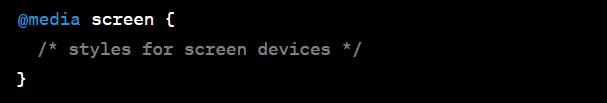 @media screen {
  /* styles for screen devices */
}